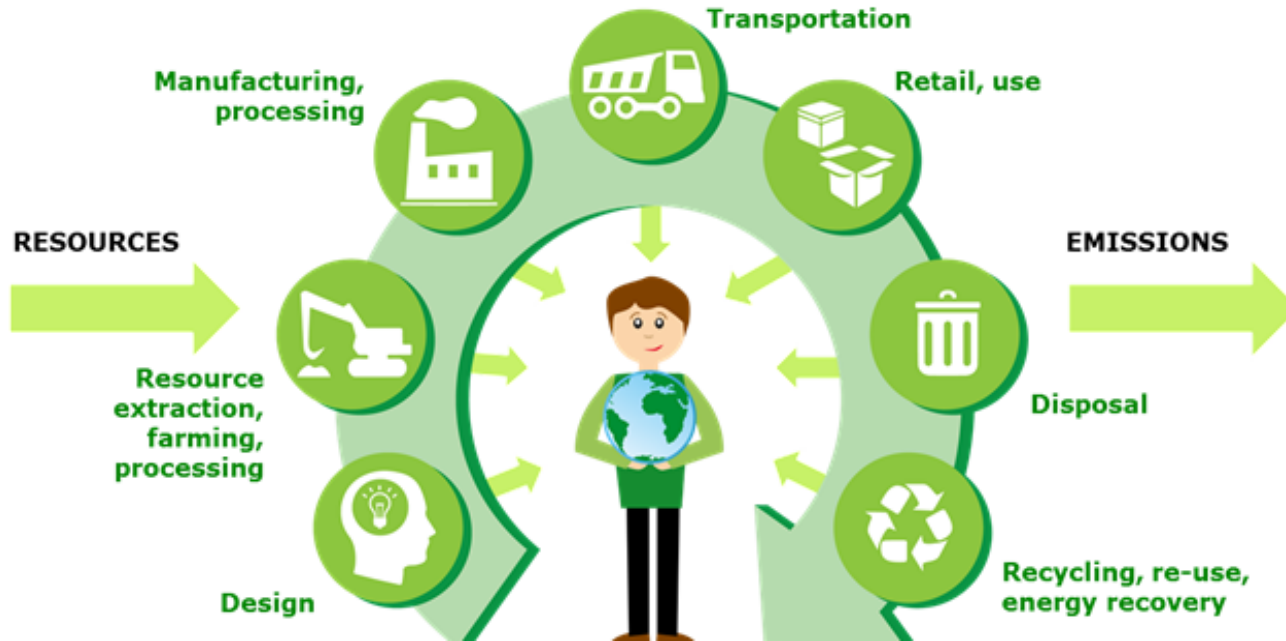 Transportation
Manufacturing,
processing
Retail, use
RESOURCES
EMISSIONS
Resource
extraction,
farming,
processing
Disposal
Design
Recycling, re-use,
energy recovery